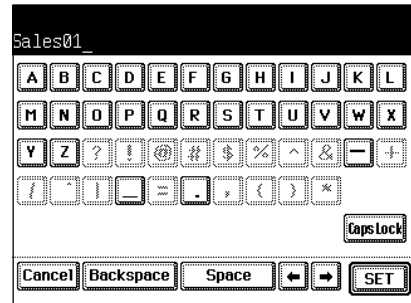 Sales01_
A B C D E F G H I J K L
M N O P Q R S T U V W X
Y Z ? ! @ # $ % ^ & - +
/ ` | _ = . , { } *
Caps Lock
Cancel Backspace Space ← → SET